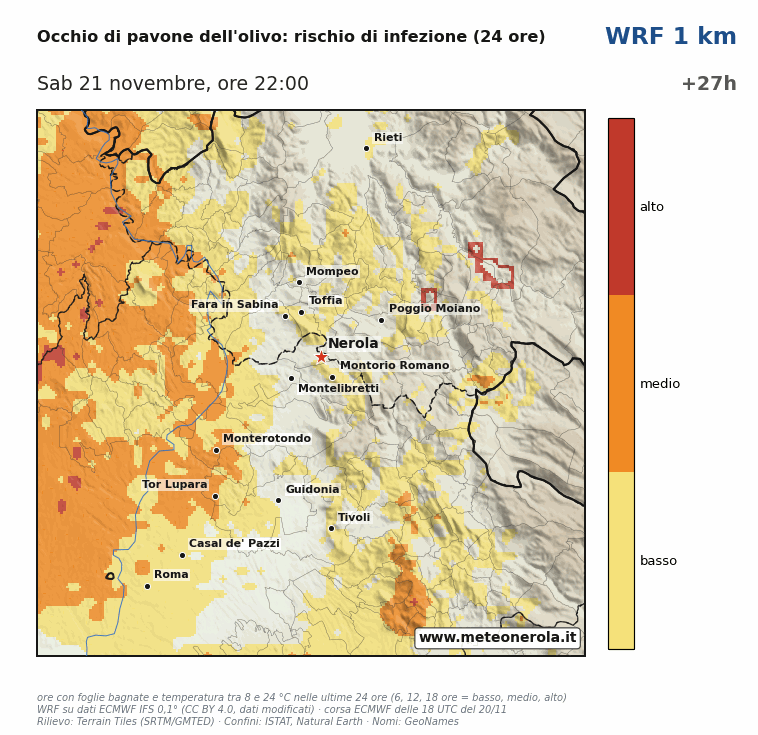 Occhio di pavone dell'olivo: rischio di infezione (24 ore)
WRF 1 km
Sab 21 novembre, ore 22:00
+27h
Rieti
alto
Mompeo
Fara in Sabina
Toffia
Poggio Moiano
Nerola
Montorio Romano
Montelibretti
medio
Monterotondo
Tor Lupara
Guidonia
Tivoli
Casal de' Pazzi
basso
Roma
www.meteonerola.it
ore con foglie bagnate e temperatura tra 8 e 24 °C nelle ultime 24 ore (6, 12, 18 ore = basso, medio, alto)
WRF su dati ECMWF IFS 0,1° (CC BY 4.0, dati modificati) · corsa ECMWF delle 18 UTC del 20/11
Rilievo: Terrain Tiles (SRTM/GMTED) · Confini: ISTAT, Natural Earth · Nomi: GeoNames